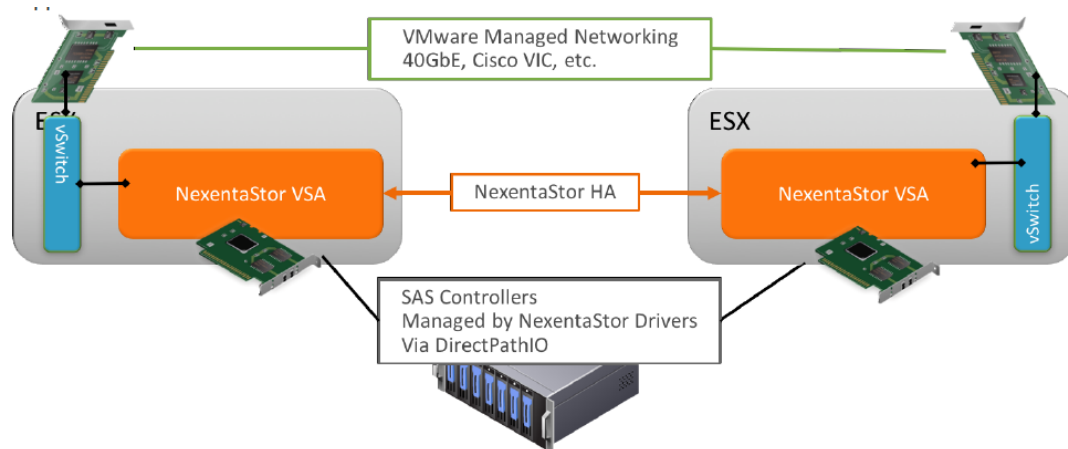 VMware Managed Networking
40GbE, Cisco VIC, etc.
ESX
vSwitch
NexentaStor VSA
NexentaStor HA
ESX
NexentaStor VSA
vSwitch
SAS Controllers
Managed by NexentaStor Drivers
Via DirectPathIO